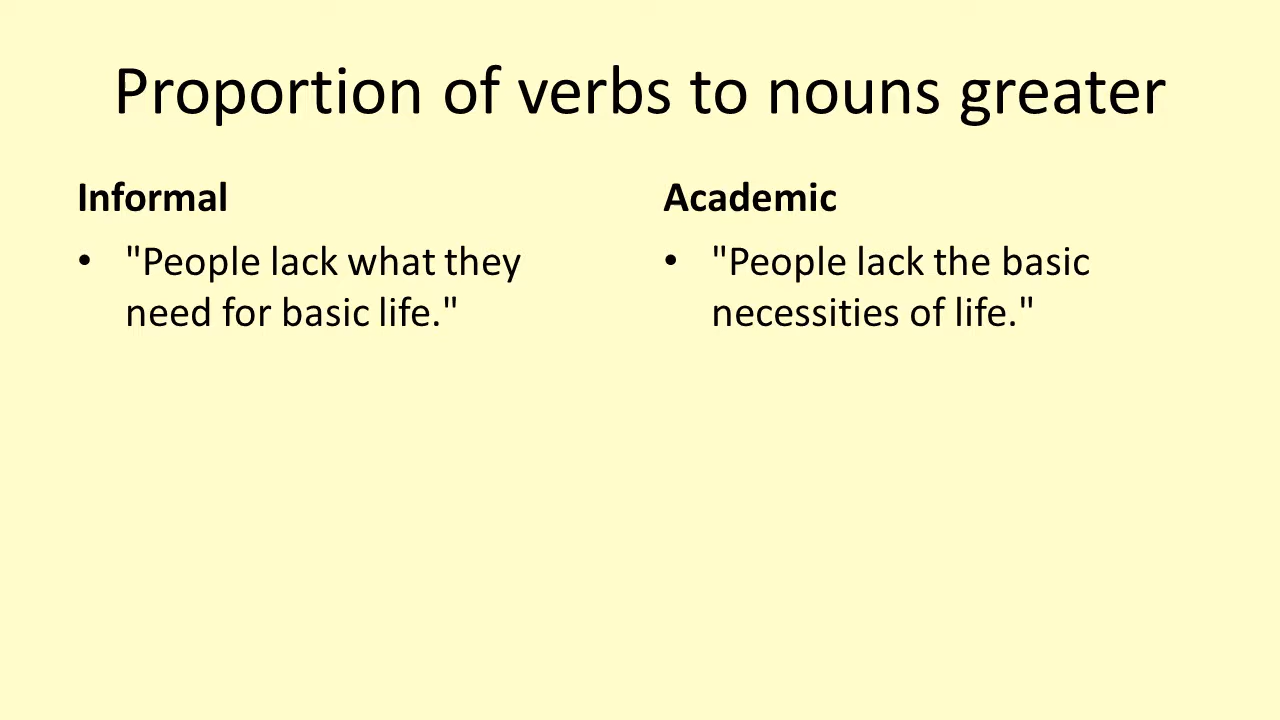 Proportion of verbs to nouns greater
Informal
• "People lack what they
need for basic life."
Academic
• "People lack the basic
necessities of life."